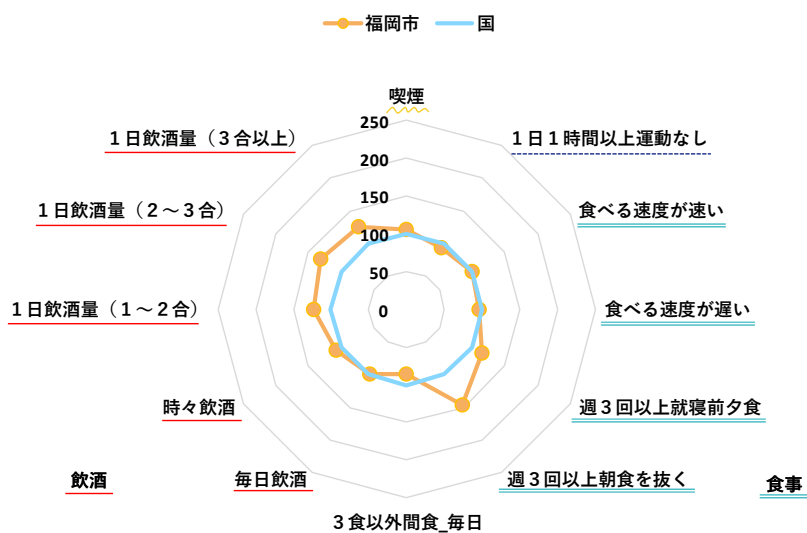 福岡市 国
喫煙
１日１時間以上運動なし
食べる速度が速い
食べる速度が遅い
週３回以上就寝前夕食
週３回以上朝食を抜く
３食以外間食_毎日
毎日飲酒
時々飲酒
１日飲酒量（１～２合）
１日飲酒量（２～３合）
１日飲酒量（３合以上）
250
200
150
100
50
0
飲酒
食事